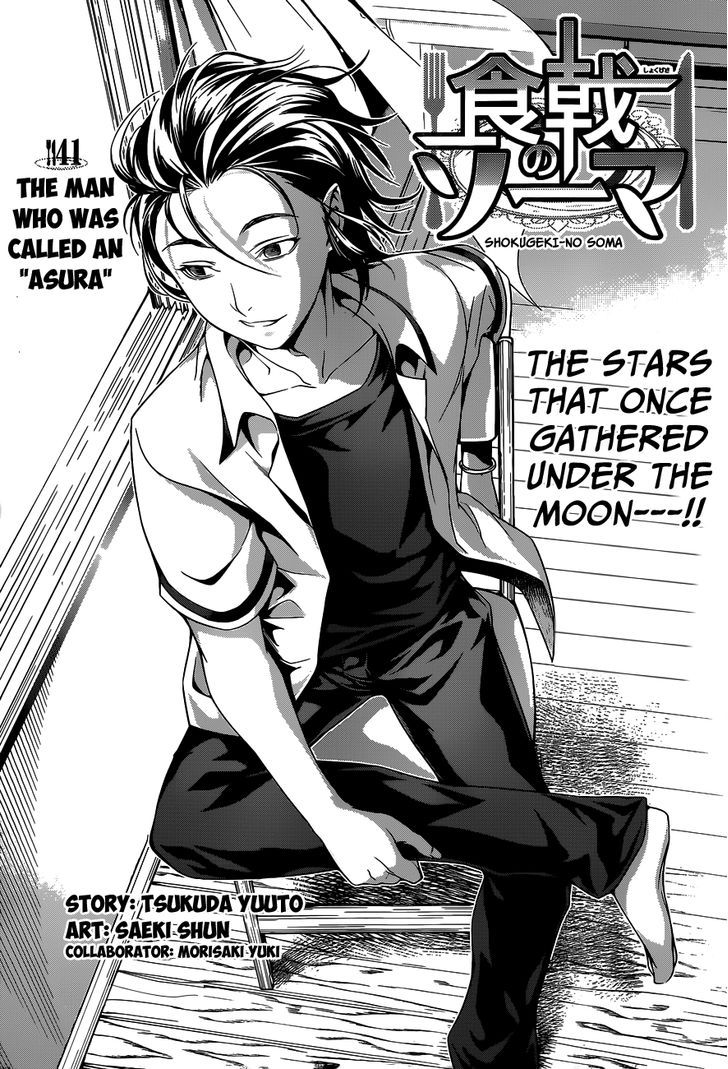 #41
THE MAN
WHO WAS
CALLED AN
"ASURA"
しょくげき
食戟の
ソーマ
SHOKUGEKI-NO SOMA
THE STARS
THAT ONCE
GATHERED
UNDER THE
MOON---!!
STORY: TSUKUDA YUUTO
ART: SAEKI SHUN
COLLABORATOR: MORISAKI YUKI